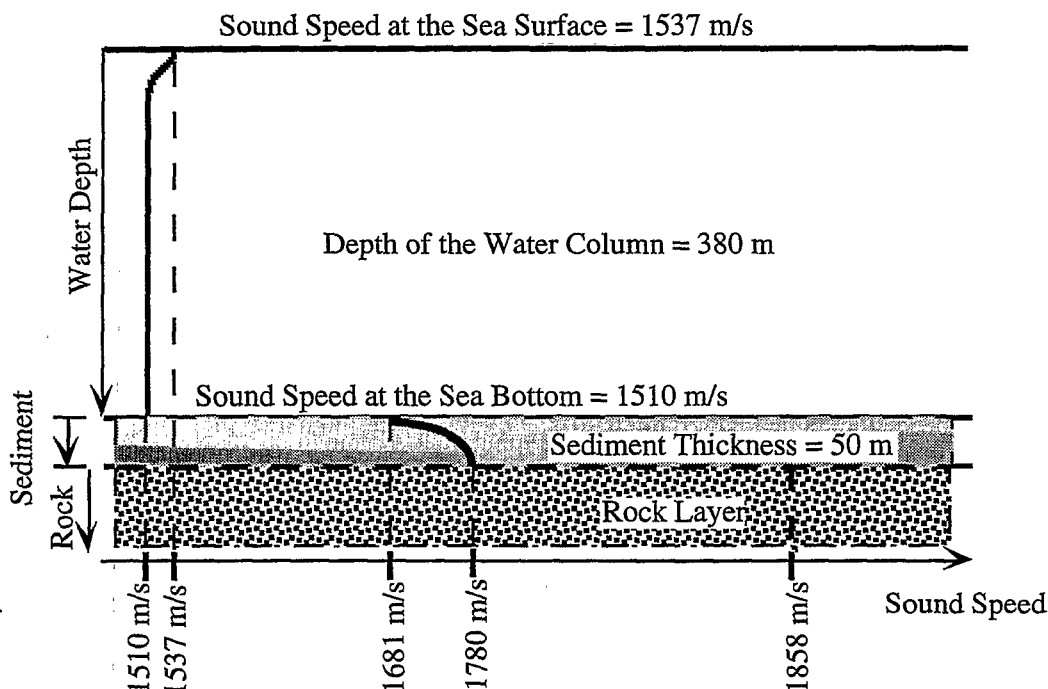 Sound Speed at the Sea Surface = 1537 m/s
Water Depth
Depth of the Water Column = 380 m
Sound Speed at the Sea Bottom = 1510 m/s
Sediment
Sediment Thickness = 50 m
Rock
Rock Layer
1510 m/s
1537 m/s
1681 m/s
1780 m/s
1858 m/s
Sound Speed